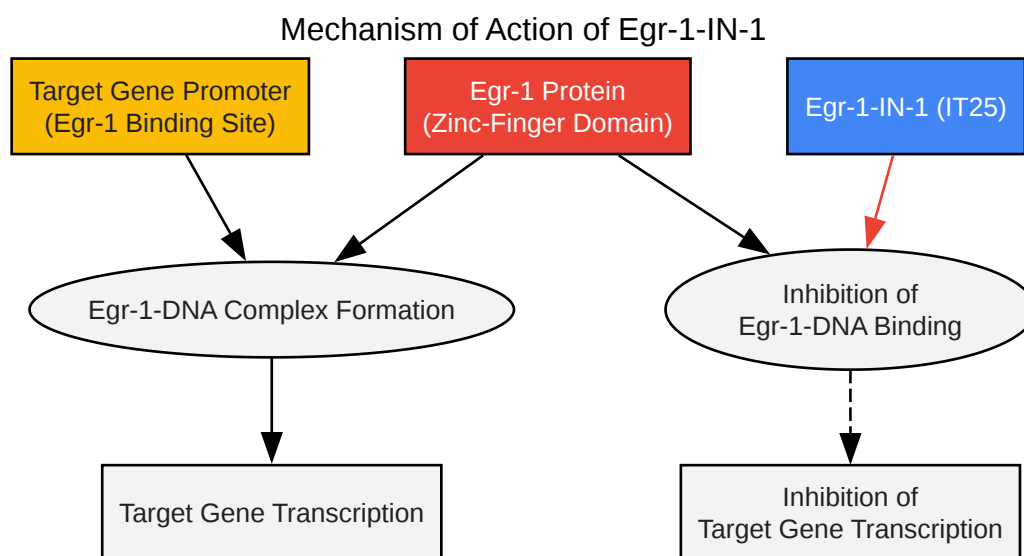 Mechanism of Action of Egr-1-IN-1
Target Gene Promoter
(Egr-1 Binding Site)
Egr-1 Protein
(Zinc-Finger Domain)
Egr-1-IN-1 (IT25)
Egr-1-DNA Complex Formation
Inhibition of
Egr-1-DNA Binding
Target Gene Transcription
Inhibition of
Target Gene Transcription